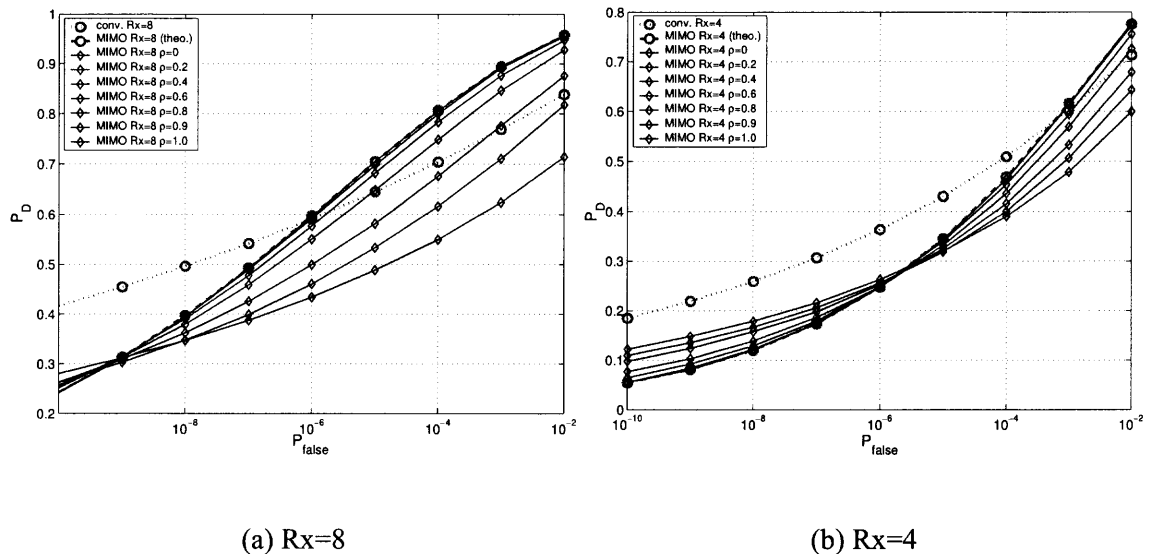 1
0.9
0.8
0.7
0.6
0.5
0.4
0.3
0.2
P_D
conv. Rx=8
MIMO Rx=8 (theo.)
MIMO Rx=8 ρ=0
MIMO Rx=8 ρ=0.2
MIMO Rx=8 ρ=0.4
MIMO Rx=8 ρ=0.6
MIMO Rx=8 ρ=0.8
MIMO Rx=8 ρ=0.9
MIMO Rx=8 ρ=1.0
10^-8
10^-6
10^-4
10^-2
P_false
(a) Rx=8
0.8
0.7
0.6
0.5
0.4
0.3
0.2
0.1
0
P_D
conv. Rx=4
MIMO Rx=4 (theo.)
MIMO Rx=4 ρ=0
MIMO Rx=4 ρ=0.2
MIMO Rx=4 ρ=0.4
MIMO Rx=4 ρ=0.6
MIMO Rx=4 ρ=0.8
MIMO Rx=4 ρ=0.9
MIMO Rx=4 ρ=1.0
10^-10
10^-8
10^-6
10^-4
10^-2
P_false
(b) Rx=4